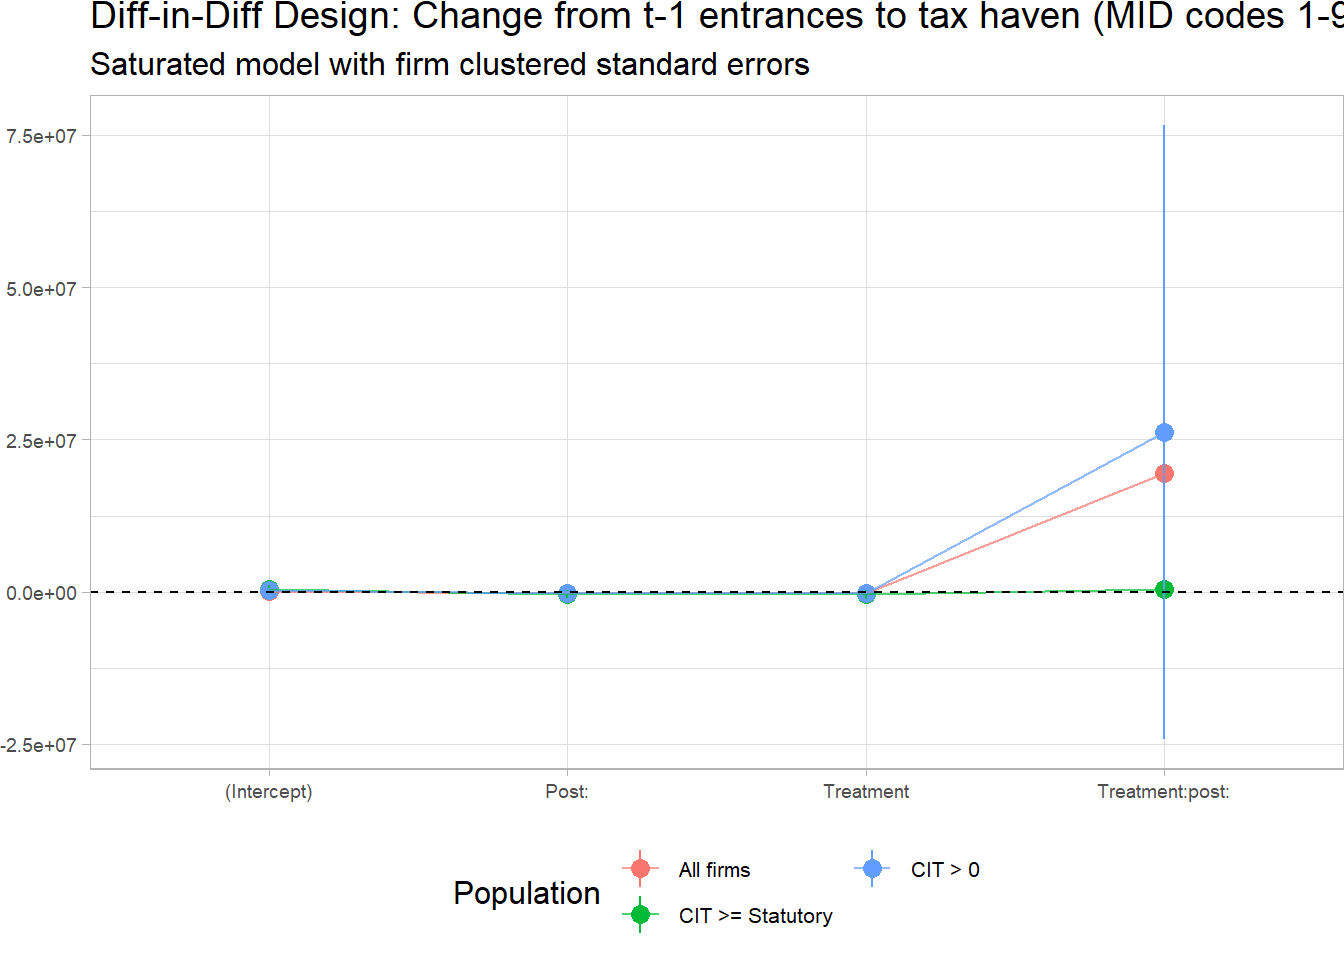 Diff-in-Diff Design: Change from t-1 entrances to tax haven (MID codes 1-9
Saturated model with firm clustered standard errors
7.5e+07
5.0e+07
2.5e+07
0.0e+00
-2.5e+07
(Intercept) Post: Treatment Treatment:post:
Population
All firms CIT > 0
CIT >= Statutory